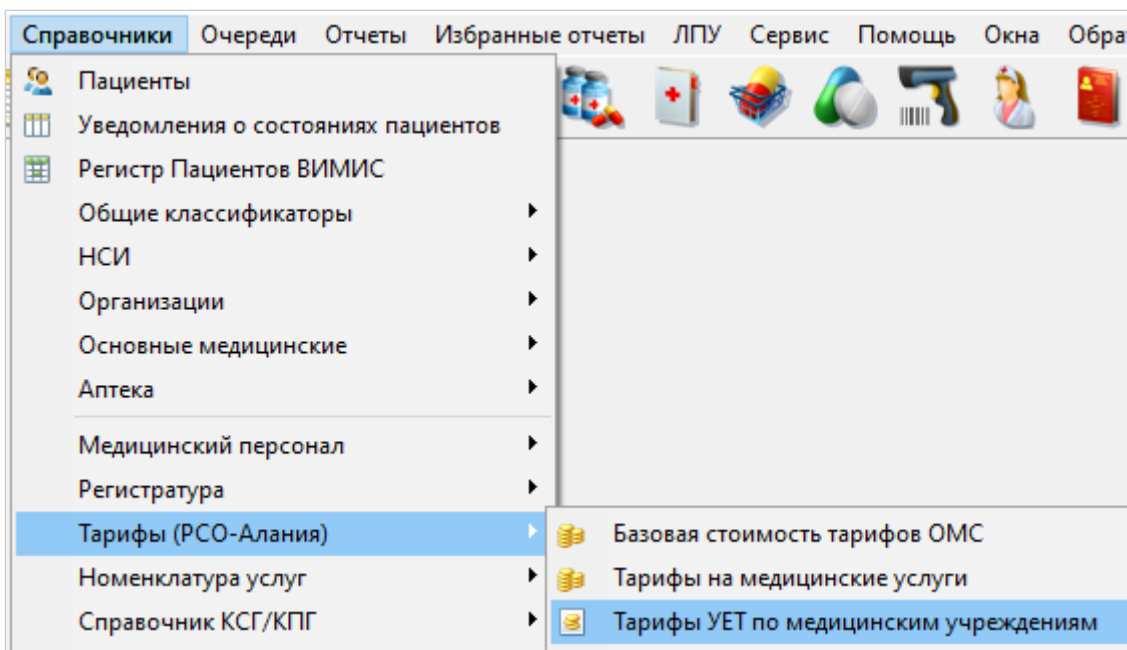 Справочники Очереди Отчеты Избранные отчеты ЛПУ Сервис Помощь Окна Обра
Пациенты
Уведомления о состояниях пациентов
Регистр Пациентов ВИМИС
Общие классификаторы
НСИ
Организации
Основные медицинские
Аптека
Медицинский персонал
Регистратура
Тарифы (РСО-Алания)
Номенклатура услуг
Справочник КСГ/КПГ
Базовая стоимость тарифов ОМС
Тарифы на медицинские услуги
Тарифы УЕТ по медицинским учреждениям